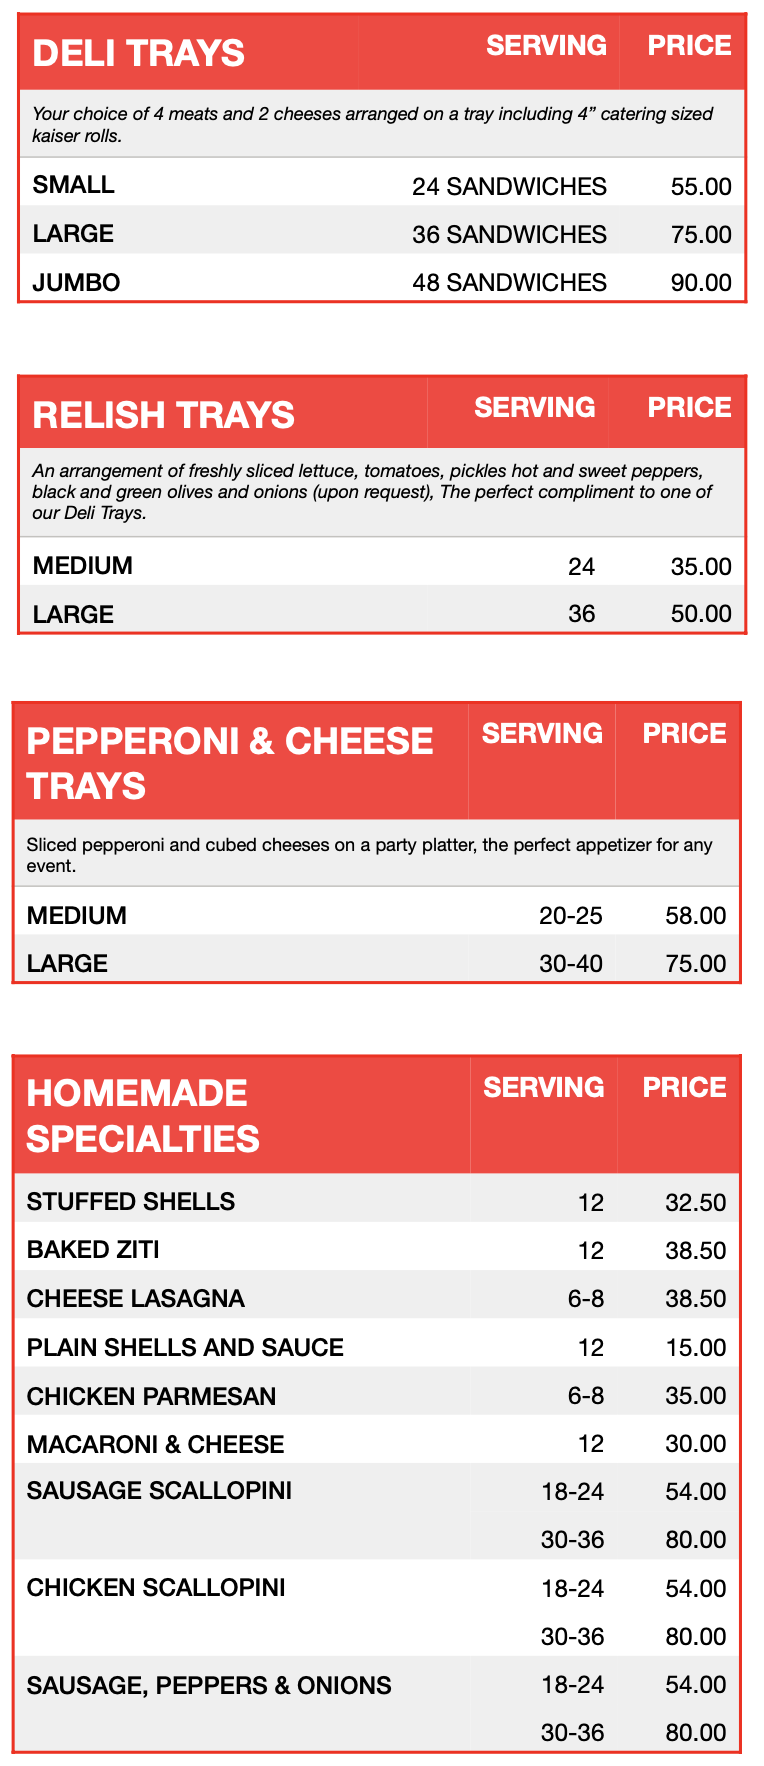 DELI TRAYS SERVING PRICE
Your choice of 4 meats and 2 cheeses arranged on a tray including 4” catering sized
kaiser rolls.
SMALL 24 SANDWICHES 55.00
LARGE 36 SANDWICHES 75.00
JUMBO 48 SANDWICHES 90.00
RELISH TRAYS SERVING PRICE
An arrangement of freshly sliced lettuce, tomatoes, pickles hot and sweet peppers,
black and green olives and onions (upon request), The perfect compliment to one of
our Deli Trays.
MEDIUM 24 35.00
LARGE 36 50.00
PEPPERONI & CHEESE SERVING PRICE
TRAYS
Sliced pepperoni and cubed cheeses on a party platter, the perfect appetizer for any
event.
MEDIUM 20-25 58.00
LARGE 30-40 75.00
HOMEMADE SERVING PRICE
SPECIALTIES
STUFFED SHELLS 12 32.50
BAKED ZITI 12 38.50
CHEESE LASAGNA 6-8 38.50
PLAIN SHELLS AND SAUCE 12 15.00
CHICKEN PARMESAN 6-8 35.00
MACARONI & CHEESE 12 30.00
SAUSAGE SCALLOPINI 18-24 54.00
30-36 80.00
CHICKEN SCALLOPINI 18-24 54.00
30-36 80.00
SAUSAGE, PEPPERS & ONIONS 18-24 54.00
30-36 80.00